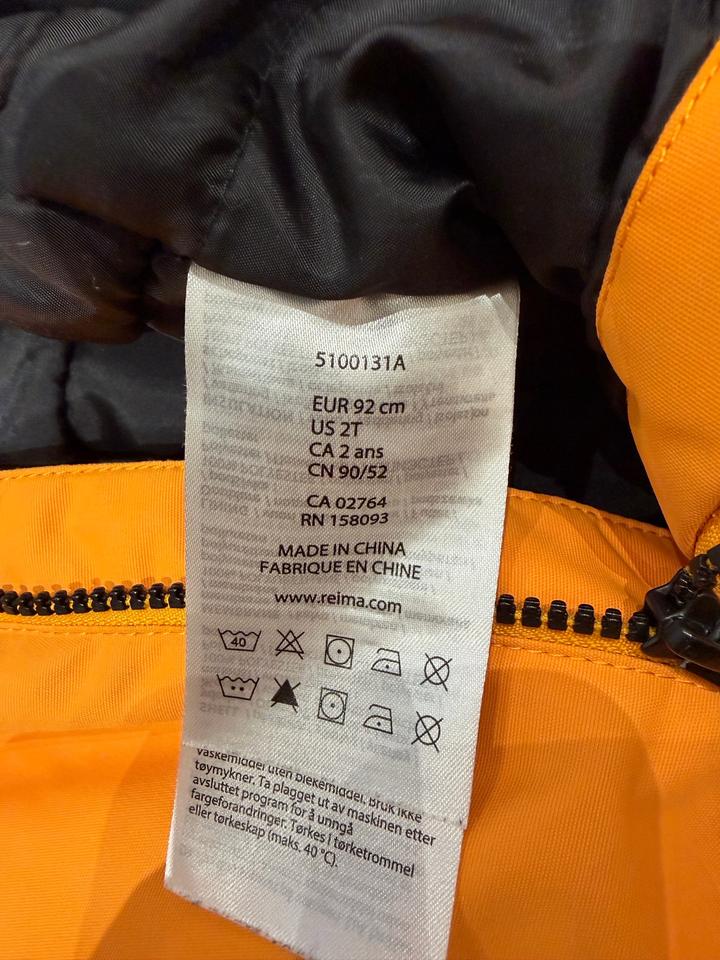 5100131A
EUR 92 cm
US 2T
CA 2 ans
CN 90/52
CA 02764
RN 158093
MADE IN CHINA
FABRIQUE EN CHINE
www.reima.com
40
vaskemiddel uten blekemiddel. Bruk ikke
tøymykner. Ta plagget ut av maskinen etter
avsluttet program for å unngå
fargeforandringer. Tørkes i tørketrommel
eller tørkeskap (maks. 40 °C).